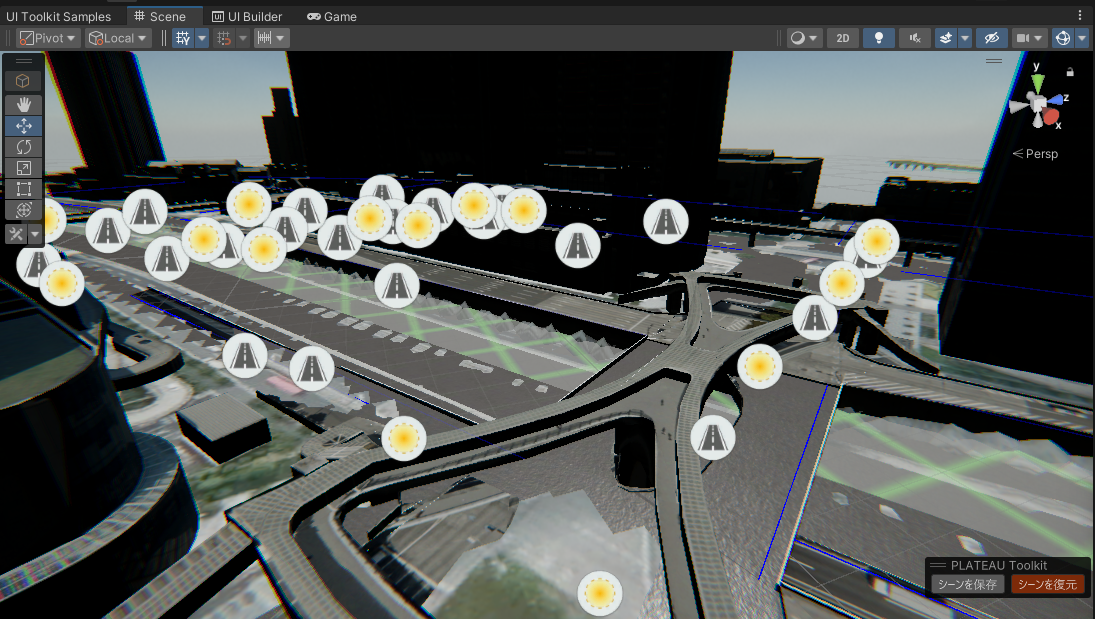 UI Toolkit Samples
Scene
UI Builder
Game
Pivot
Local
2D
y
z
x
Persp
PLATEAU Toolkit
シーンを保存
シーンを復元